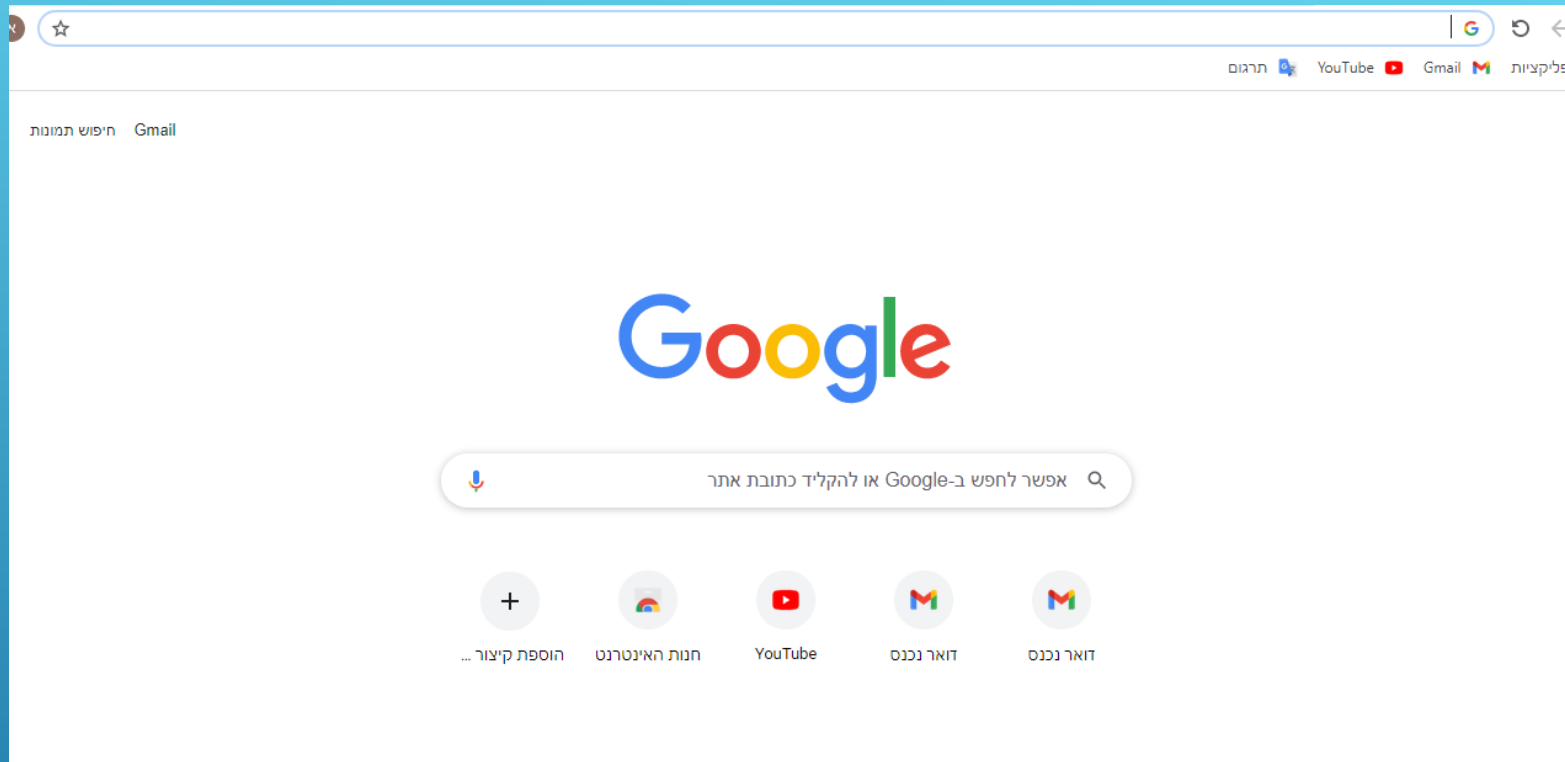 א
פליקציות Gmail YouTube תרגום
Gmail חיפוש תמונות
Google
אפשר לחפש ב-Google או להקליד כתובת אתר
דואר נכנס דואר נכנס YouTube חנות האינטרנט הוספת קיצור ...